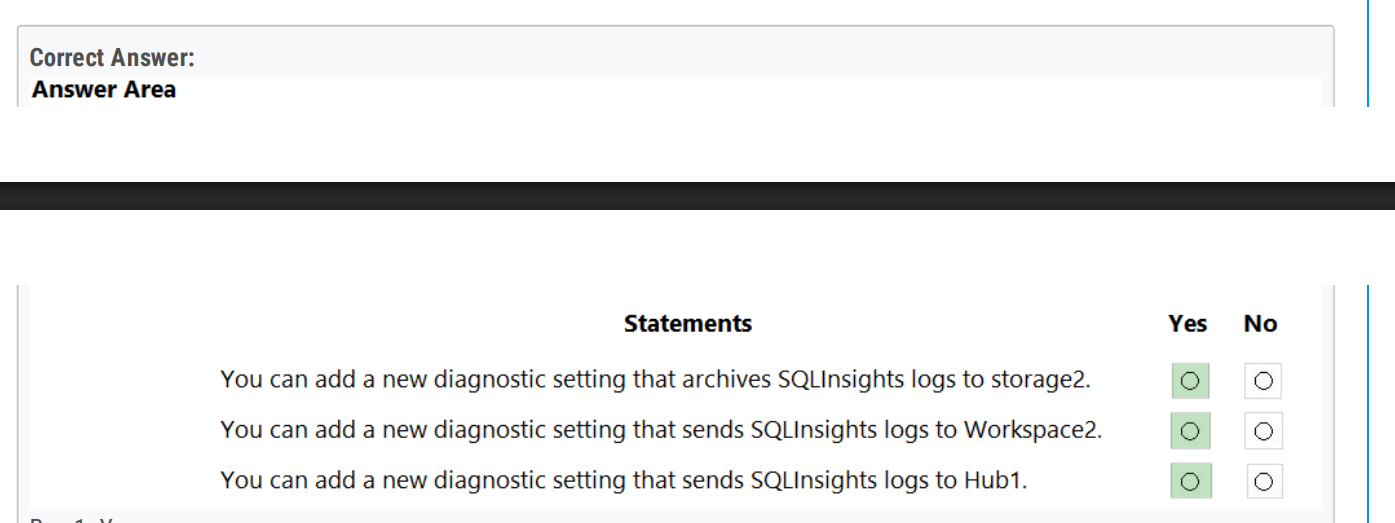 Correct Answer:
Answer Area
Statements Yes No
You can add a new diagnostic setting that archives SQLInsights logs to storage2.
You can add a new diagnostic setting that sends SQLInsights logs to Workspace2.
You can add a new diagnostic setting that sends SQLInsights logs to Hub1.